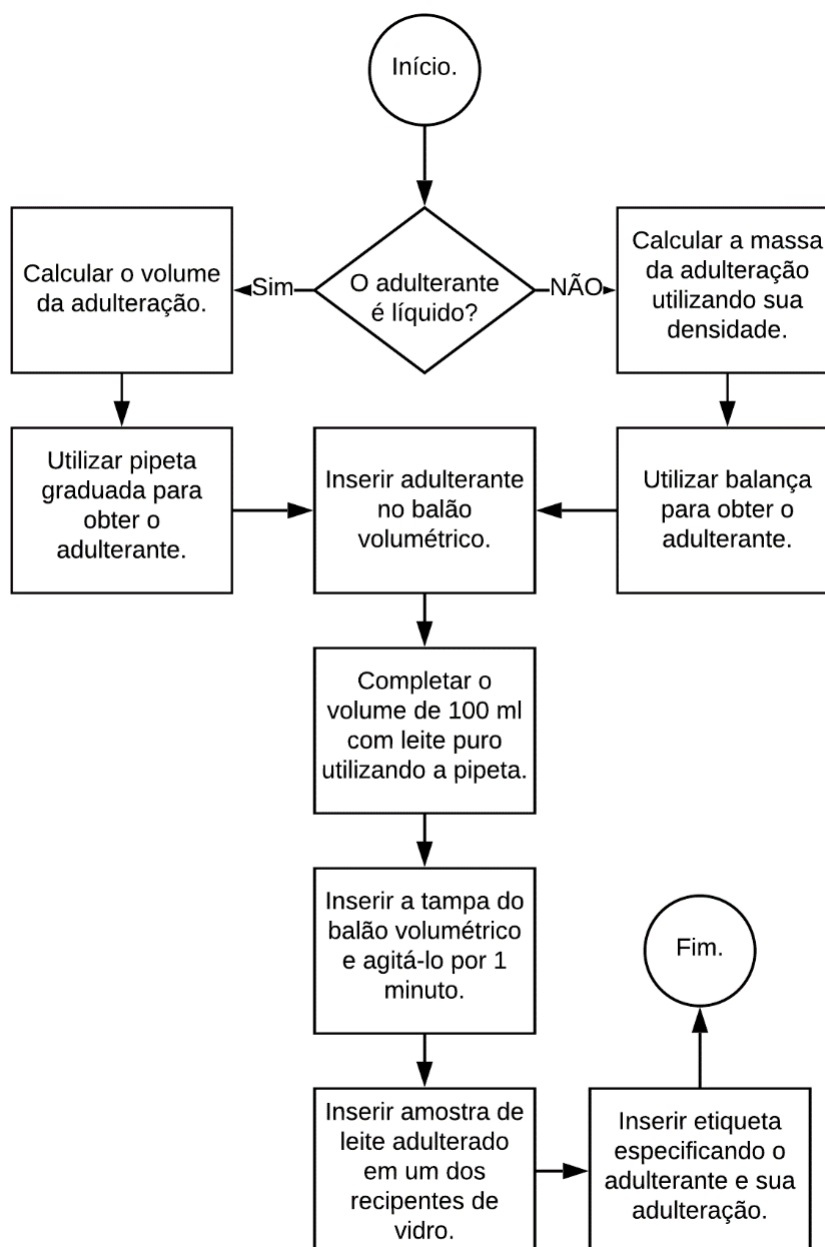 Início.
O adulterante
é líquido?
Sim
NÃO
Calcular o volume
da adulteração.
Calcular a massa
da adulteração
utilizando sua
densidade.
Utilizar pipeta
graduada para
obter o
adulterante.
Inserir adulterante
no balão
volumétrico.
Utilizar balança
para obter o
adulterante.
Completar o
volume de 100 ml
com leite puro
utilizando a pipeta.
Inserir a tampa do
balão volumétrico
e agitá-lo por 1
minuto.
Inserir amostra de
leite adulterado
em um dos
recipentes de
vidro.
Inserir etiqueta
especificando o
adulterante e sua
adulteração.
Fim.